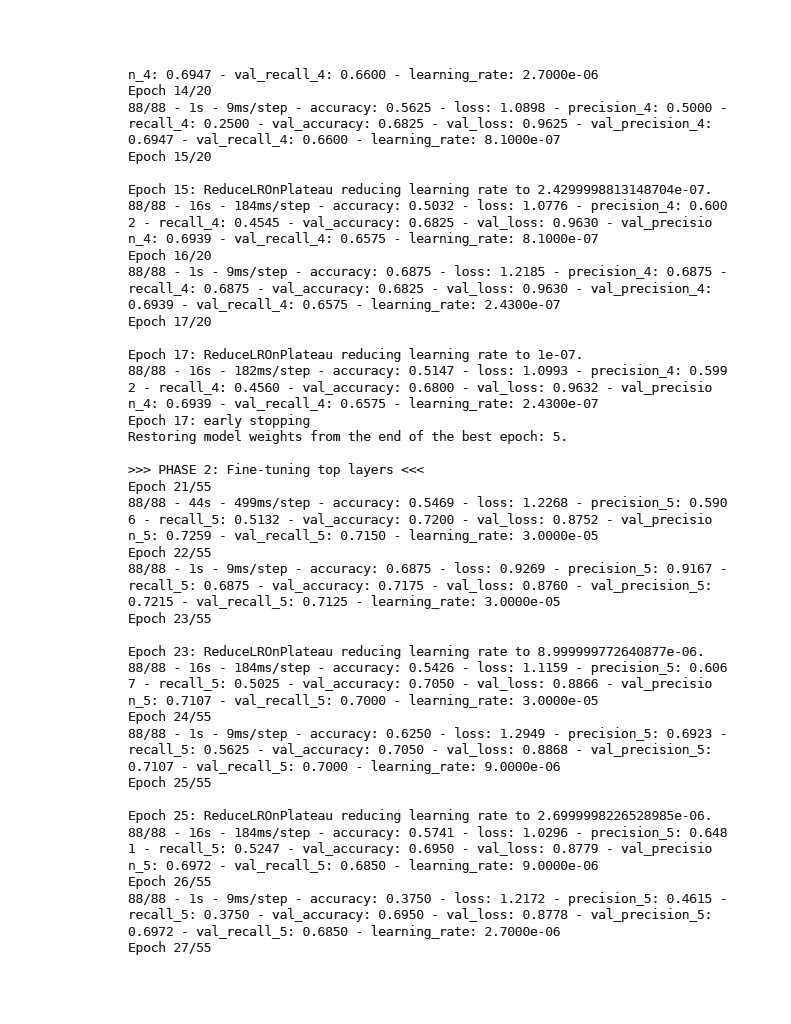 n_4: 0.6947 - val_recall_4: 0.6600 - learning_rate: 2.7000e-06
Epoch 14/20
88/88 - 1s - 9ms/step - accuracy: 0.5625 - loss: 1.0898 - precision_4: 0.5000 -
recall_4: 0.2500 - val_accuracy: 0.6825 - val_loss: 0.9625 - val_precision_4:
0.6947 - val_recall_4: 0.6600 - learning_rate: 8.1000e-07
Epoch 15/20
Epoch 15: ReduceLROnPlateau reducing learning rate to 2.4299998813148704e-07.
88/88 - 16s - 184ms/step - accuracy: 0.5032 - loss: 1.0776 - precision_4: 0.600
2 - recall_4: 0.4545 - val_accuracy: 0.6825 - val_loss: 0.9630 - val_precisio
n_4: 0.6939 - val_recall_4: 0.6575 - learning_rate: 8.1000e-07
Epoch 16/20
88/88 - 1s - 9ms/step - accuracy: 0.6875 - loss: 1.2185 - precision_4: 0.6875 -
recall_4: 0.6875 - val_accuracy: 0.6825 - val_loss: 0.9630 - val_precision_4:
0.6939 - val_recall_4: 0.6575 - learning_rate: 2.4300e-07
Epoch 17/20
Epoch 17: ReduceLROnPlateau reducing learning rate to 1e-07.
88/88 - 16s - 182ms/step - accuracy: 0.5147 - loss: 1.0993 - precision_4: 0.599
2 - recall_4: 0.4560 - val_accuracy: 0.6800 - val_loss: 0.9632 - val_precisio
n_4: 0.6939 - val_recall_4: 0.6575 - learning_rate: 2.4300e-07
Epoch 17: early stopping
Restoring model weights from the end of the best epoch: 5.
>>> PHASE 2: Fine-tuning top layers <<<
Epoch 21/55
88/88 - 44s - 499ms/step - accuracy: 0.5469 - loss: 1.2268 - precision_5: 0.590
6 - recall_5: 0.5132 - val_accuracy: 0.7200 - val_loss: 0.8752 - val_precisio
n_5: 0.7259 - val_recall_5: 0.7150 - learning_rate: 3.0000e-05
Epoch 22/55
88/88 - 1s - 9ms/step - accuracy: 0.6875 - loss: 0.9269 - precision_5: 0.9167 -
recall_5: 0.6875 - val_accuracy: 0.7175 - val_loss: 0.8760 - val_precision_5:
0.7215 - val_recall_5: 0.7125 - learning_rate: 3.0000e-05
Epoch 23/55
Epoch 23: ReduceLROnPlateau reducing learning rate to 8.999999772640877e-06.
88/88 - 16s - 184ms/step - accuracy: 0.5426 - loss: 1.1159 - precision_5: 0.606
7 - recall_5: 0.5025 - val_accuracy: 0.7050 - val_loss: 0.8866 - val_precisio
n_5: 0.7107 - val_recall_5: 0.7000 - learning_rate: 3.0000e-05
Epoch 24/55
88/88 - 1s - 9ms/step - accuracy: 0.6250 - loss: 1.2949 - precision_5: 0.6923 -
recall_5: 0.5625 - val_accuracy: 0.7050 - val_loss: 0.8868 - val_precision_5:
0.7107 - val_recall_5: 0.7000 - learning_rate: 9.0000e-06
Epoch 25/55
Epoch 25: ReduceLROnPlateau reducing learning rate to 2.6999998226528985e-06.
88/88 - 16s - 184ms/step - accuracy: 0.5741 - loss: 1.0296 - precision_5: 0.648
1 - recall_5: 0.5247 - val_accuracy: 0.6950 - val_loss: 0.8779 - val_precisio
n_5: 0.6972 - val_recall_5: 0.6850 - learning_rate: 9.0000e-06
Epoch 26/55
88/88 - 1s - 9ms/step - accuracy: 0.3750 - loss: 1.2172 - precision_5: 0.4615 -
recall_5: 0.3750 - val_accuracy: 0.6950 - val_loss: 0.8778 - val_precision_5:
0.6972 - val_recall_5: 0.6850 - learning_rate: 2.7000e-06
Epoch 27/55